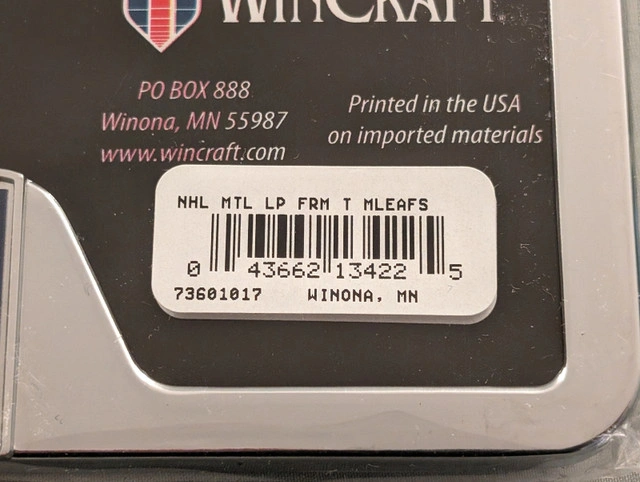 WINCRAFT
PO BOX 888
Winona, MN 55987
www.wincraft.com
Printed in the USA
on imported materials
NHL MTL LP FRM T MLEAFS
0 43662 13422 5
73601017 WINONA, MN